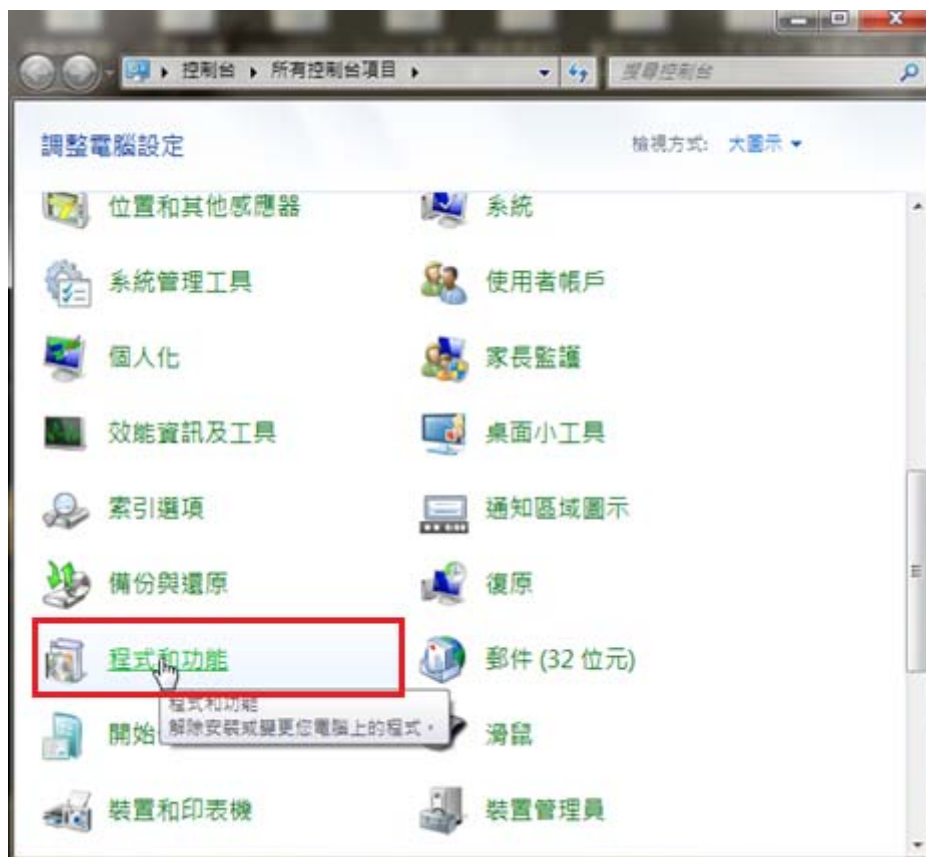 控制台 所有控制台項目 搜尋控制台
調整電腦設定 檢視方式: 大圖示
位置和其他感應器 系統
系統管理工具 使用者帳戶
個人化 家長監護
效能資訊及工具 桌面小工具
索引選項 通知區域圖示
備份與還原 復原
程式和功能 郵件 (32 位元)
程式和功能
解除安裝或變更您電腦上的程式。
開始 滑鼠
裝置和印表機 裝置管理員